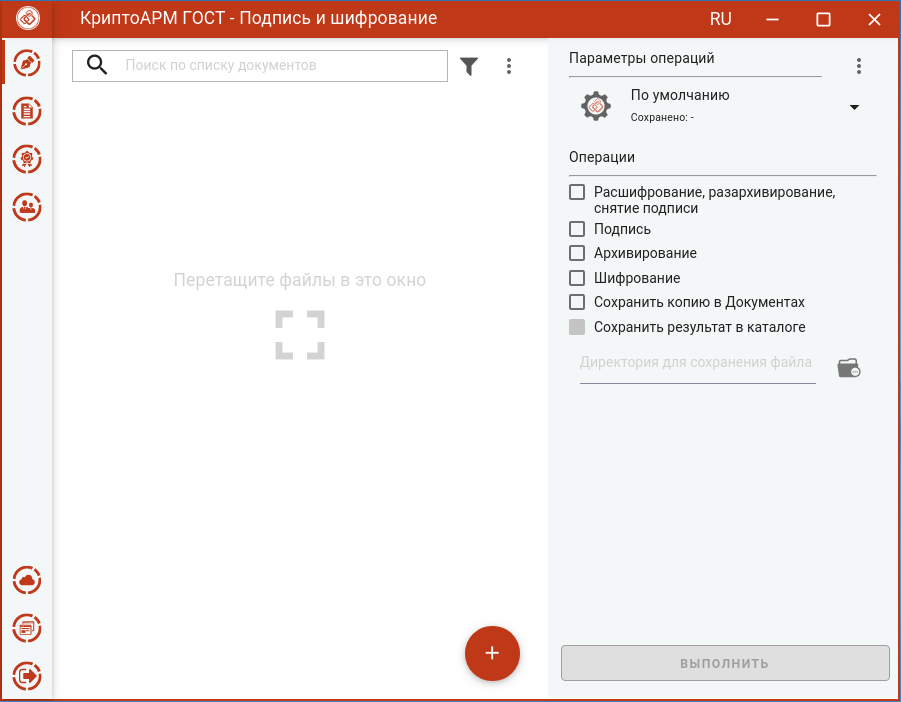 КриптоАРМ ГОСТ - Подпись и шифрование
RU
Поиск по списку документов
Перетащите файлы в это окно
+
Параметры операций
По умолчанию
Сохранено: -
Операции
Расшифрование, разархивирование,
снятие подписи
Подпись
Архивирование
Шифрование
Сохранить копию в Документах
Сохранить результат в каталоге
Директория для сохранения файла
ВЫПОЛНИТЬ